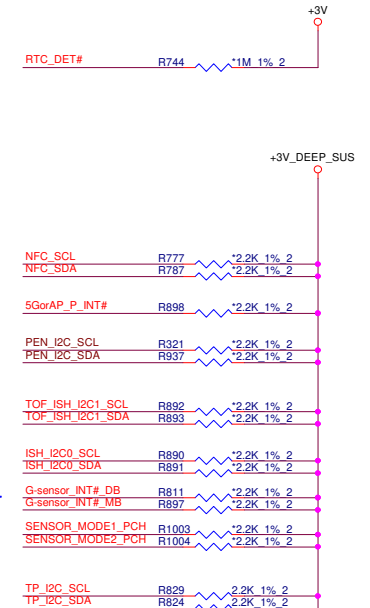 +3V
RTC_DET# R744 *1M_1%_2
+3V_DEEP_SUS
NFC_SCL R777 *2.2K_1%_2
NFC_SDA R787 *2.2K_1%_2
5GorAP_P_INT# R898 *2.2K_1%_2
PEN_I2C_SCL R321 *2.2K_1%_2
PEN_I2C_SDA R937 *2.2K_1%_2
TOF_ISH_I2C1_SCL R892 *2.2K_1%_2
TOF_ISH_I2C1_SDA R893 *2.2K_1%_2
ISH_I2C0_SCL R890 *2.2K_1%_2
ISH_I2C0_SDA R891 *2.2K_1%_2
G-sensor_INT#_DB R811 *2.2K_1%_2
G-sensor_INT#_MB R897 *2.2K_1%_2
SENSOR_MODE1_PCH R1003 *2.2K_1%_2
SENSOR_MODE2_PCH R1004 *2.2K_1%_2
TP_I2C_SCL R829 2.2K_1%_2
TP_I2C_SDA R824 2.2K_1%_2